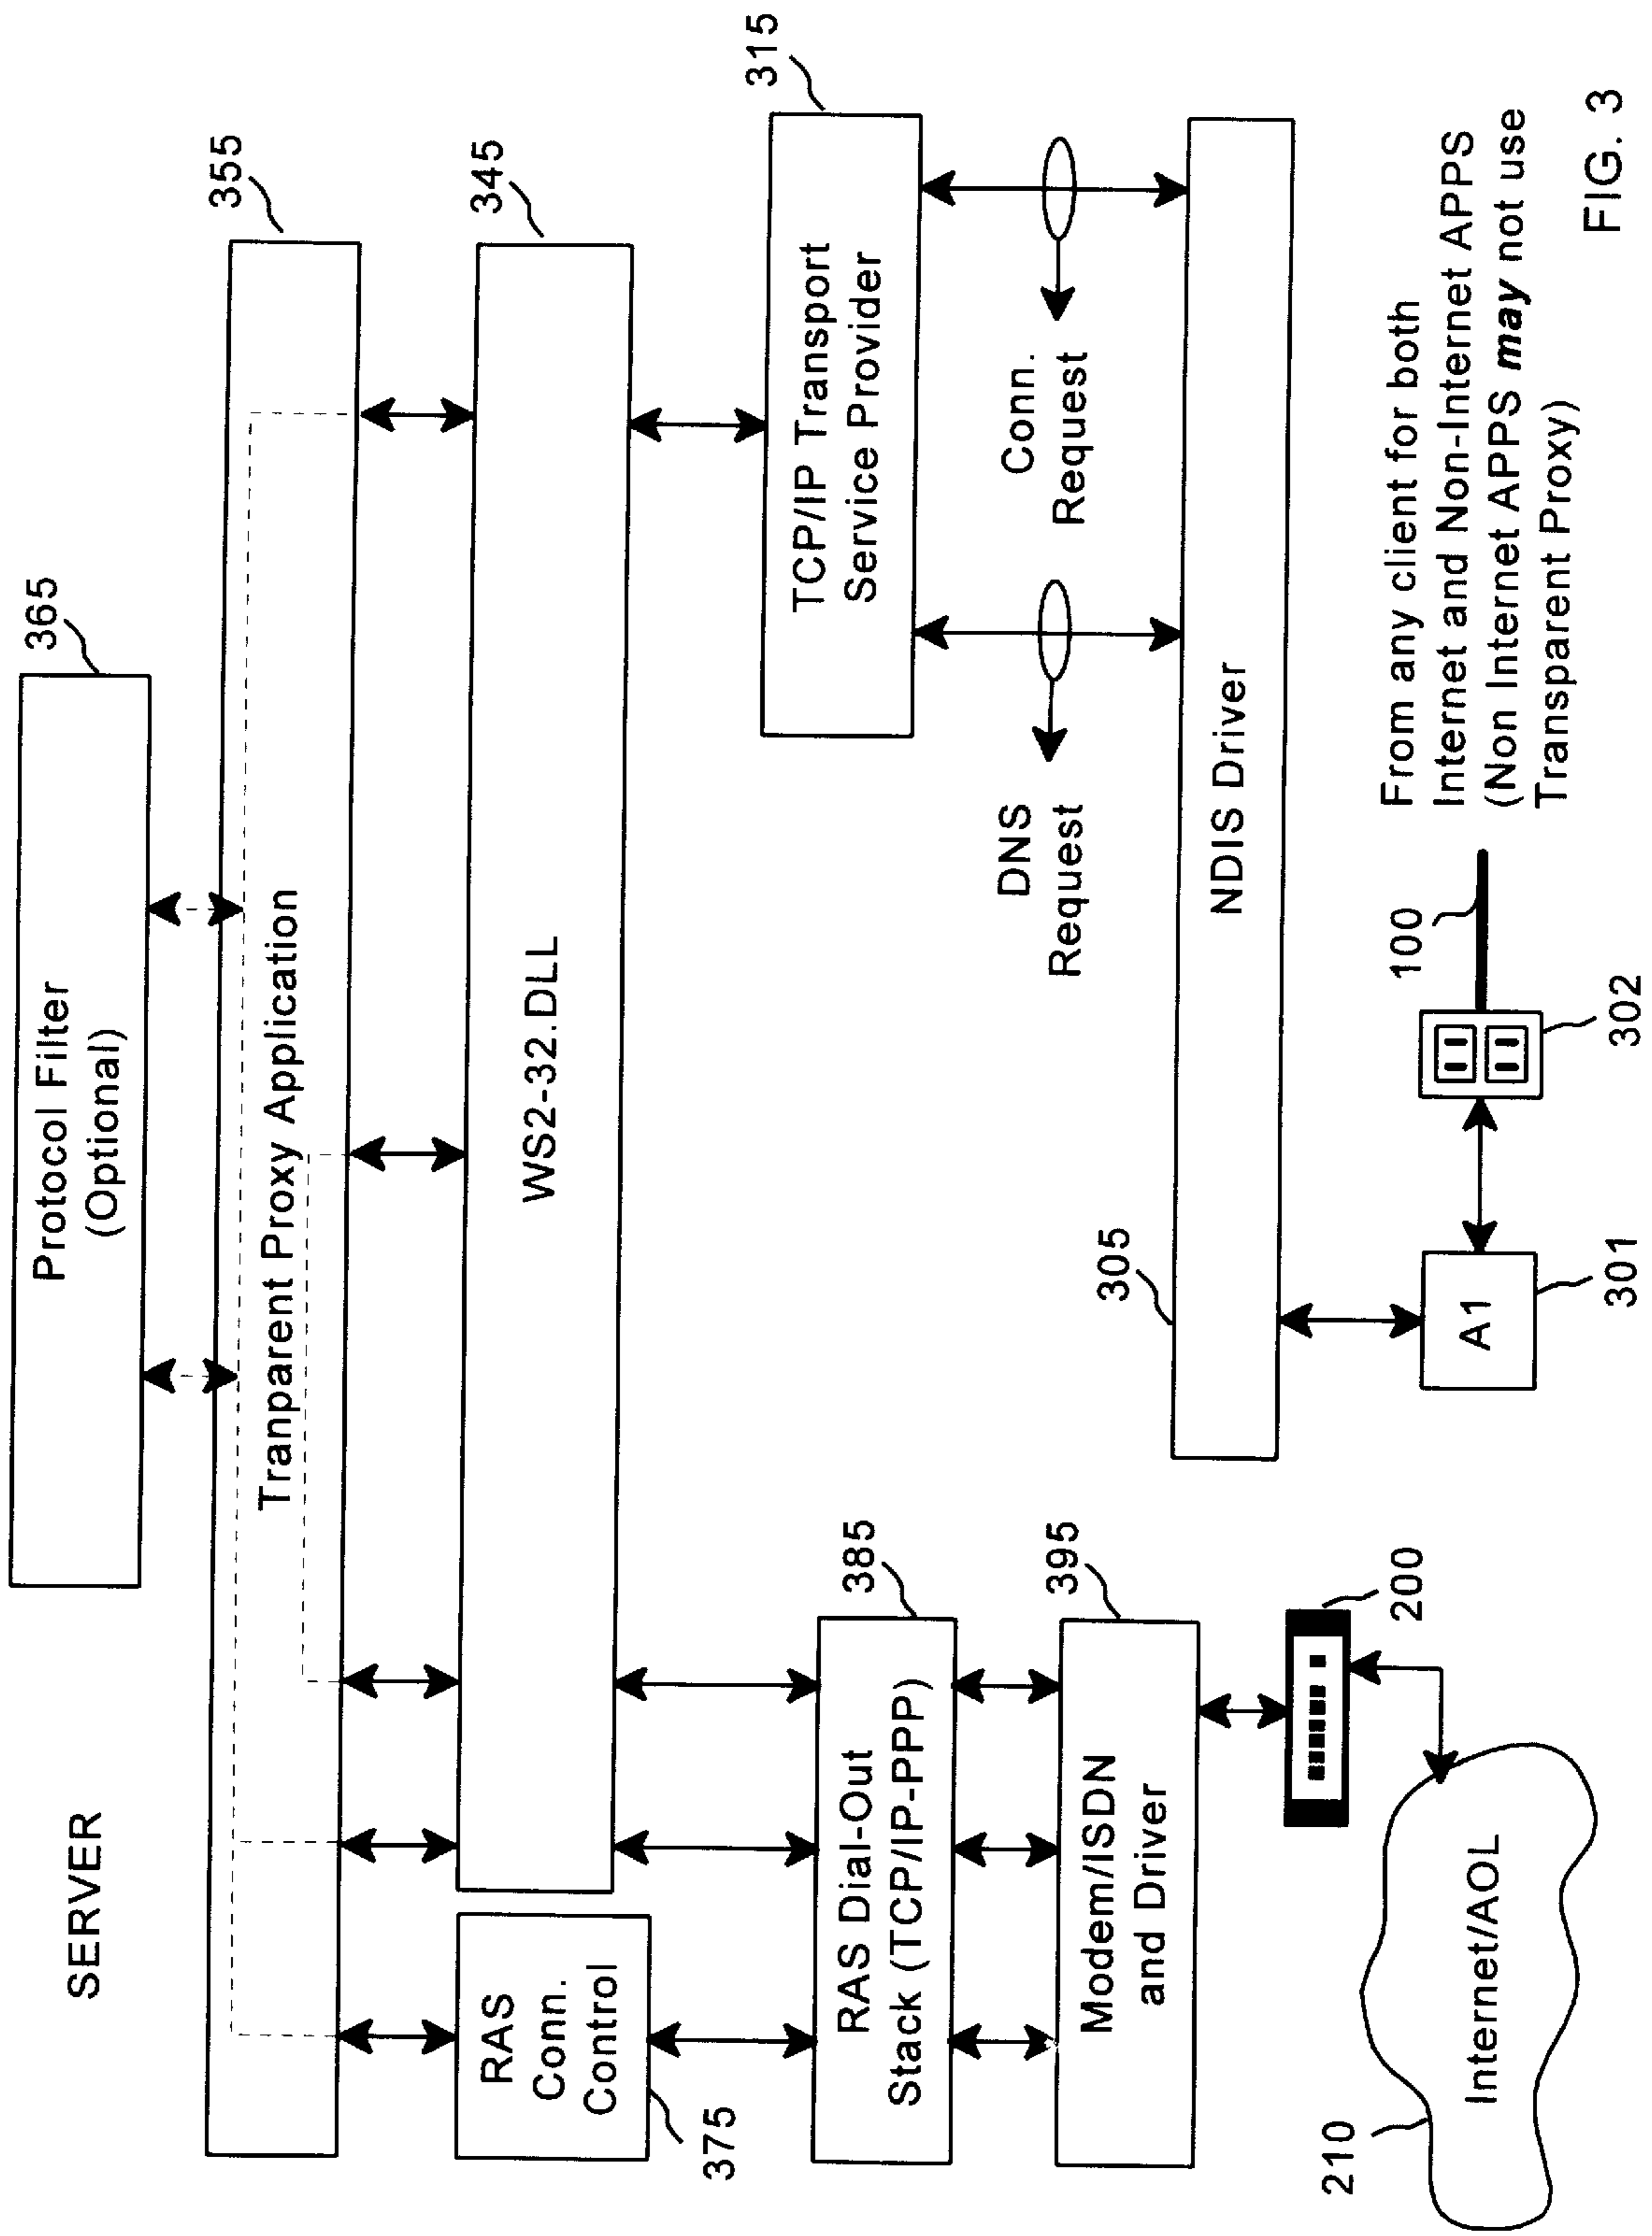 SERVER
Protocol Filter
(Optional)
365
355
Tranparent Proxy Application
345
WS2-32.DLL
RAS
Conn.
Control
375
315
TCP/IP Transport
Service Provider
385
RAS Dial-Out
Stack (TCP/IP-PPP)
DNS
Request
Conn.
Request
395
Modem/ISDN
and Driver
305
NDIS Driver
200
210
Internet/AOL
A1
301
302
100
From any client for both
Internet and Non-Internet APPS
(Non Internet APPS may not use
Transparent Proxy)
FIG. 3